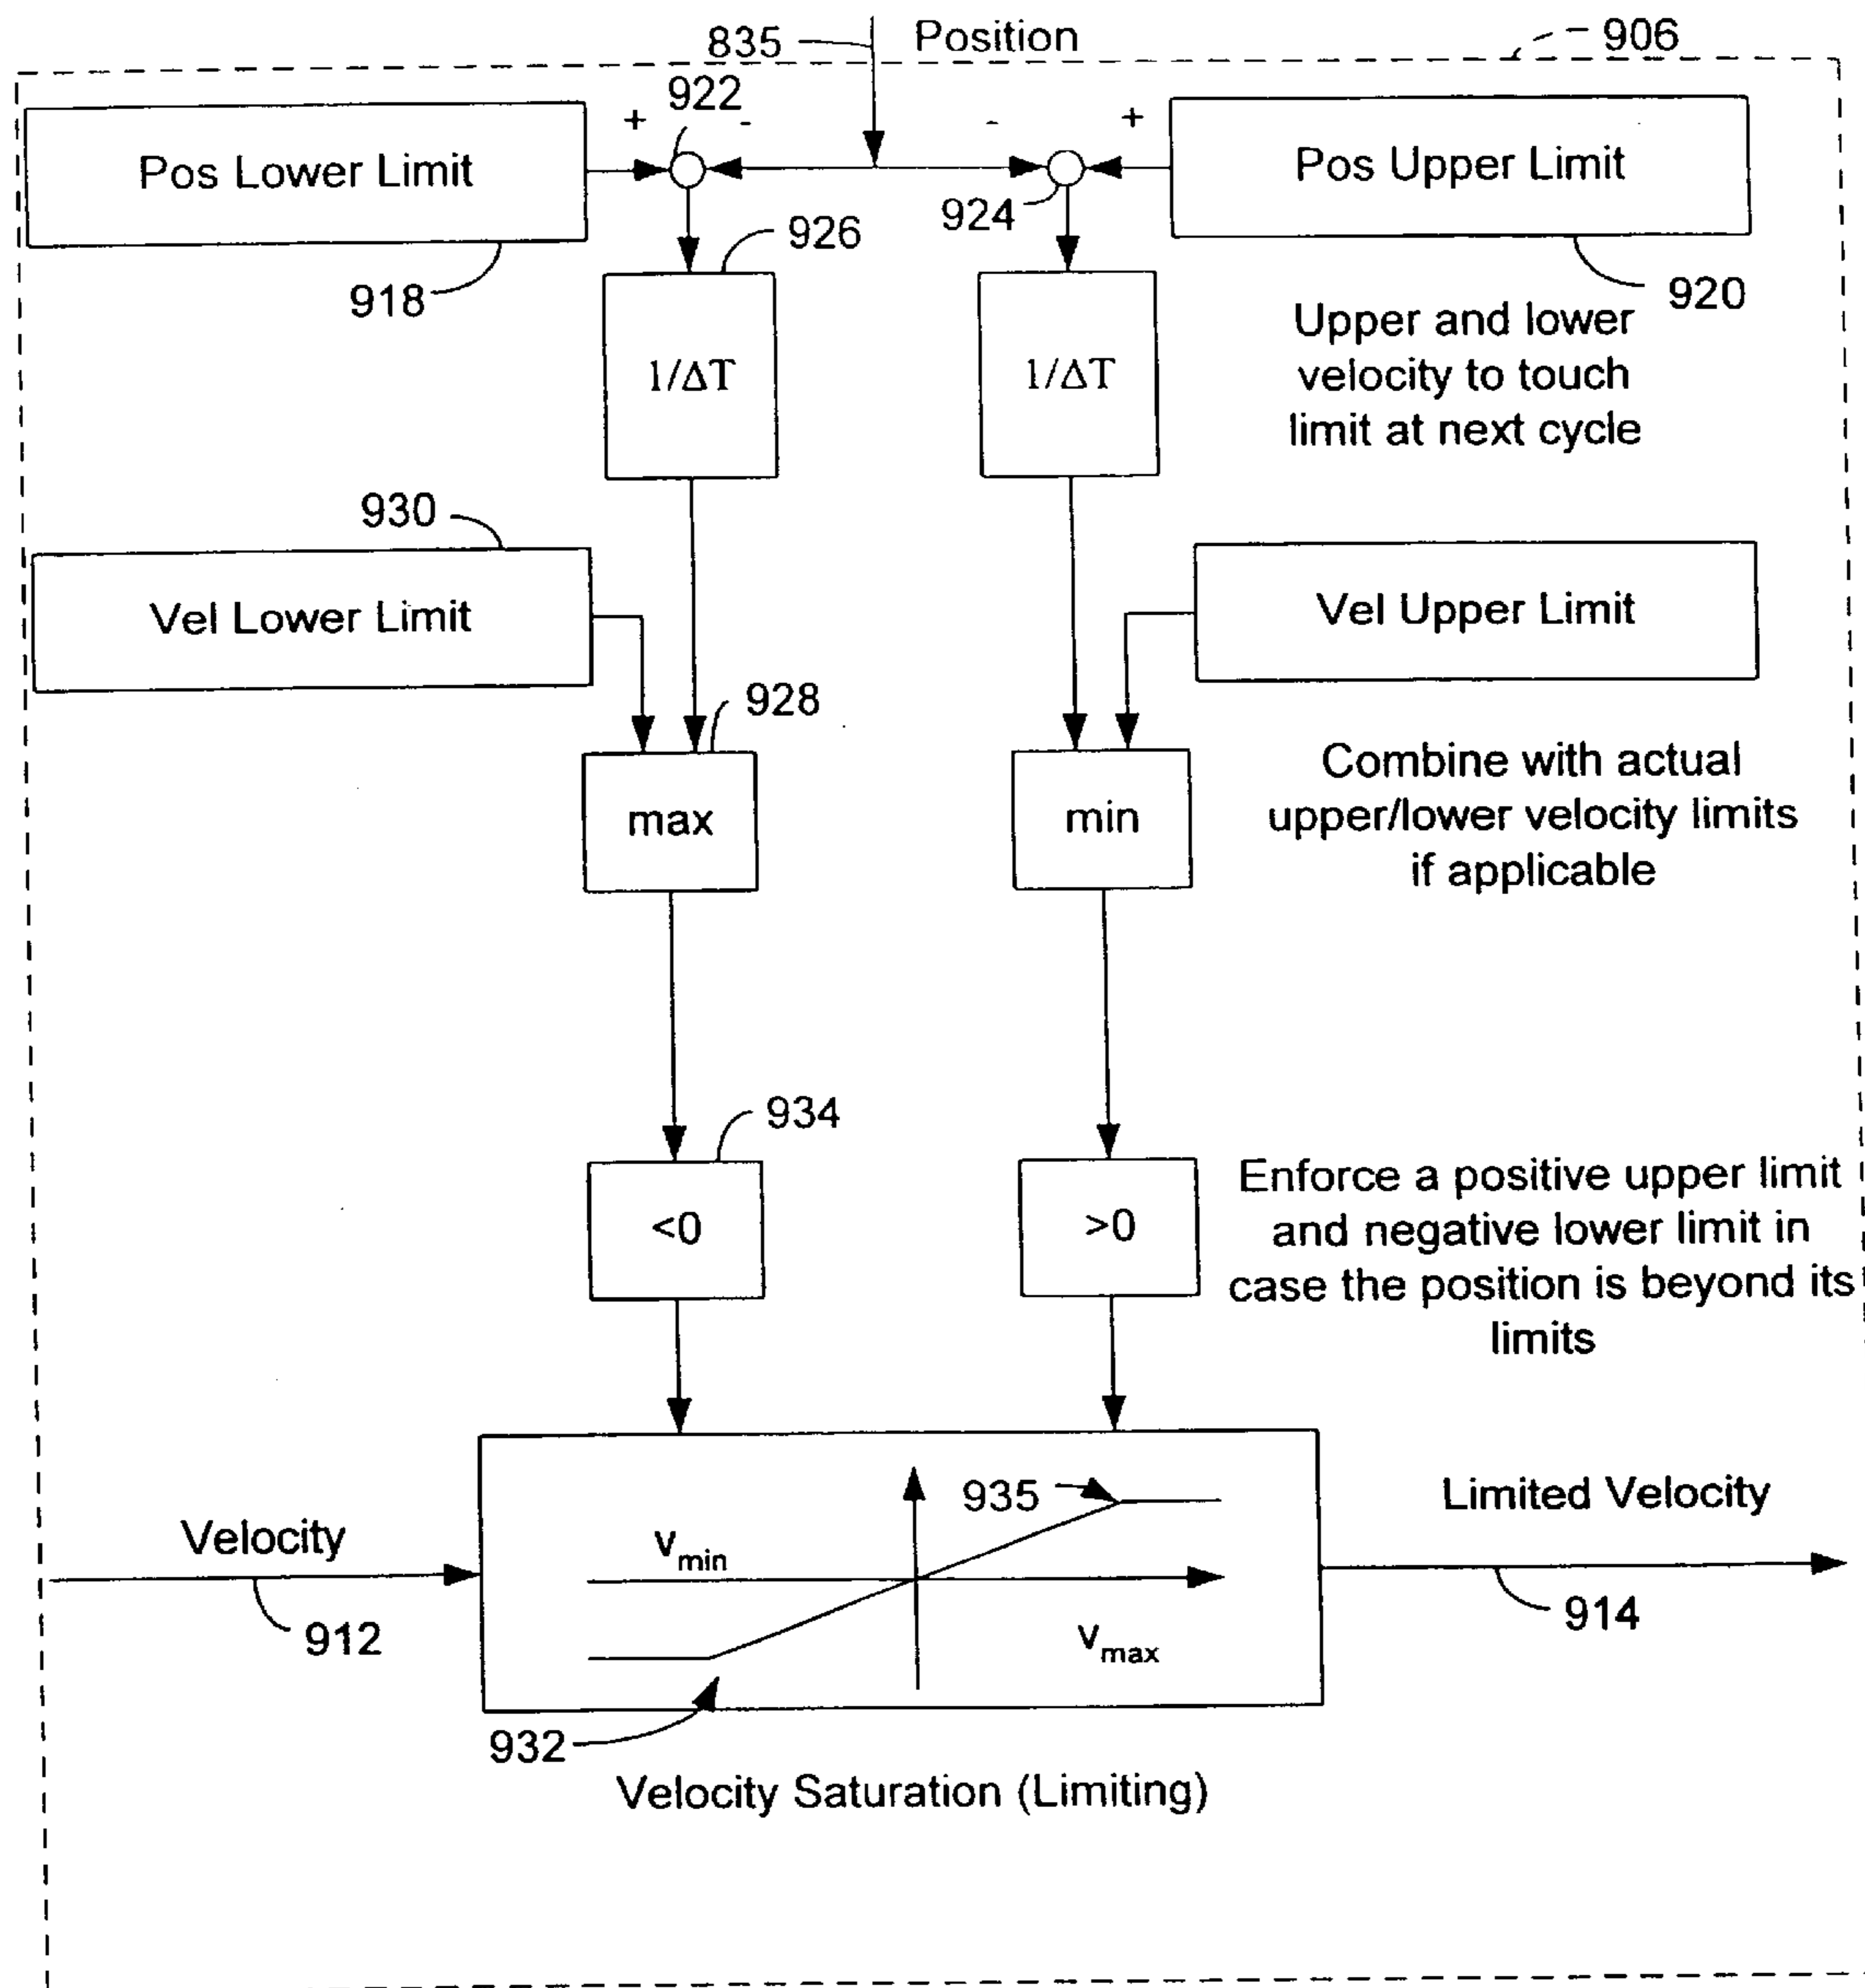 835
Position
906
922
+
-
-
+
Pos Lower Limit
Pos Upper Limit
924
926
918
920
1/ΔT
1/ΔT
Upper and lower
velocity to touch
limit at next cycle
930
Vel Lower Limit
Vel Upper Limit
928
max
min
Combine with actual
upper/lower velocity limits
if applicable
934
<0
>0
Enforce a positive upper limit
and negative lower limit in
case the position is beyond its
limits
Velocity
912
Vmin
935
Vmax
932
Limited Velocity
914
Velocity Saturation (Limiting)